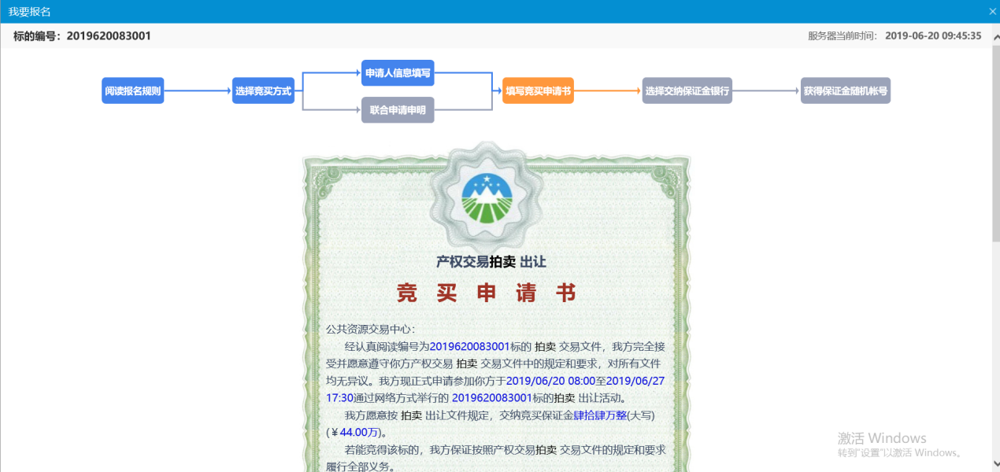 我要报名
标的编号：2019620083001
服务器当前时间： 2019-06-20 09:45:35
阅读报名规则
选择竞买方式
申请人信息填写
联合申请申明
填写竞买申请书
选择交纳保证金银行
获得保证金随机帐号
产权交易拍卖 出让
竞 买 申 请 书
公共资源交易中心：
经认真阅读编号为2019620083001标的 拍卖 交易文件，我方完全接
受并愿意遵守你方产权交易 拍卖 交易文件中的规定和要求，对所有文件
均无异议。我方现正式申请参加你方于2019/06/20 08:00至2019/06/27
17:30通过网络方式举行的 2019620083001标的拍卖 出让活动。
我方愿意按 拍卖 出让文件规定，交纳竞买保证金肆拾肆万整(大写)
(￥44.00万)。
若能竞得该标的，我方保证按照产权交易拍卖 交易文件的规定和要求
履行全部义务。
激活 Windows
转到"设置"以激活 Windows。